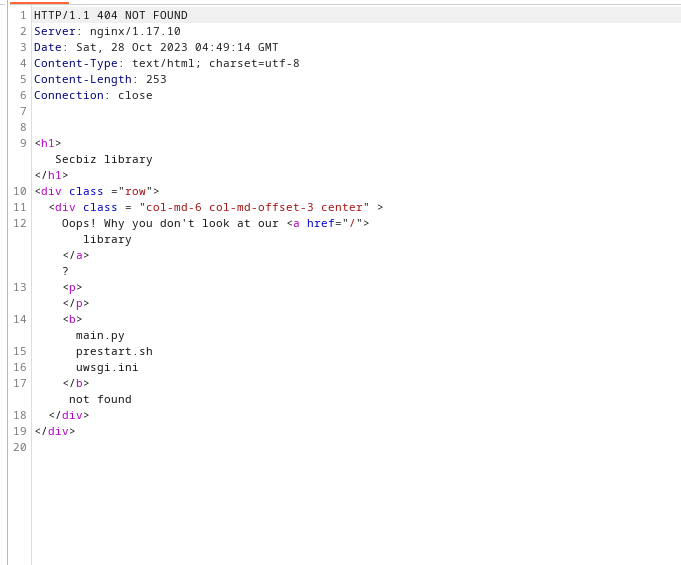 1 HTTP/1.1 404 NOT FOUND
2 Server: nginx/1.17.10
3 Date: Sat, 28 Oct 2023 04:49:14 GMT
4 Content-Type: text/html; charset=utf-8
5 Content-Length: 253
6 Connection: close
7
8
9 <h1>
Secbiz library
</h1>
10 <div class ="row">
11 <div class = "col-md-6 col-md-offset-3 center" >
12 Oops! Why you don't look at our <a href="/">
library
</a>
?
13 <p>
</p>
14 <b>
main.py
15 prestart.sh
16 uwsgi.ini
17 </b>
not found
18 </div>
19 </div>
20